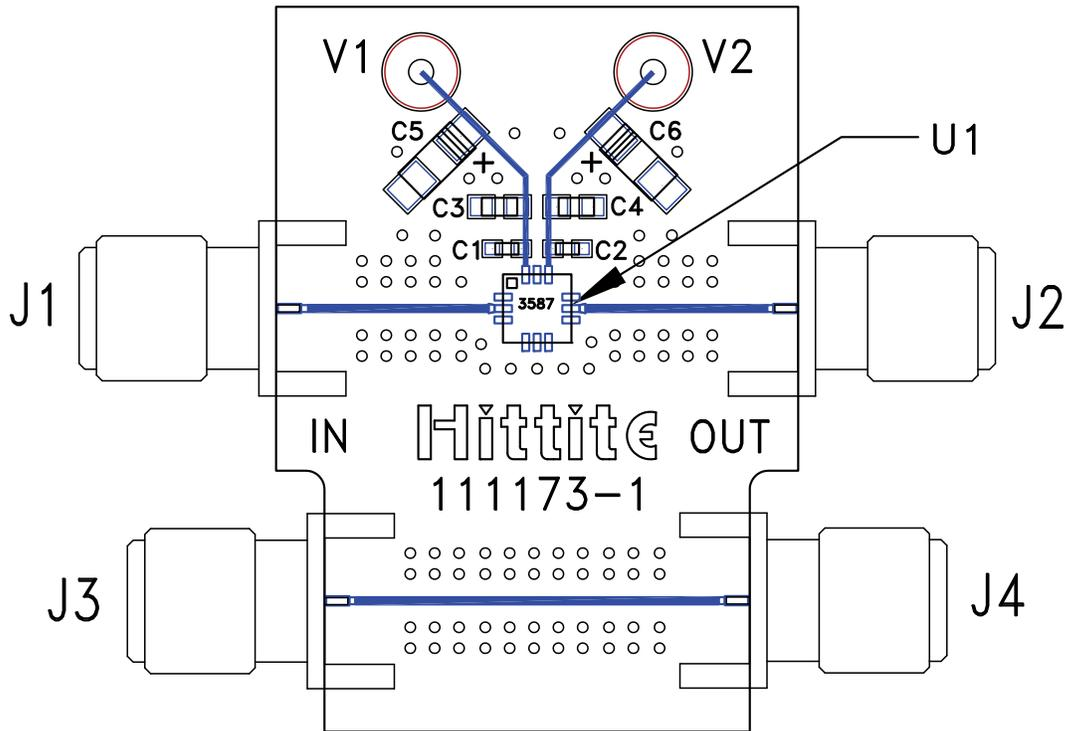 V1
V2
C5
C6
U1
+
+
C3
C4
C1
C2
3587
J1
J2
IN
Hittite
OUT
111173-1
J3
J4